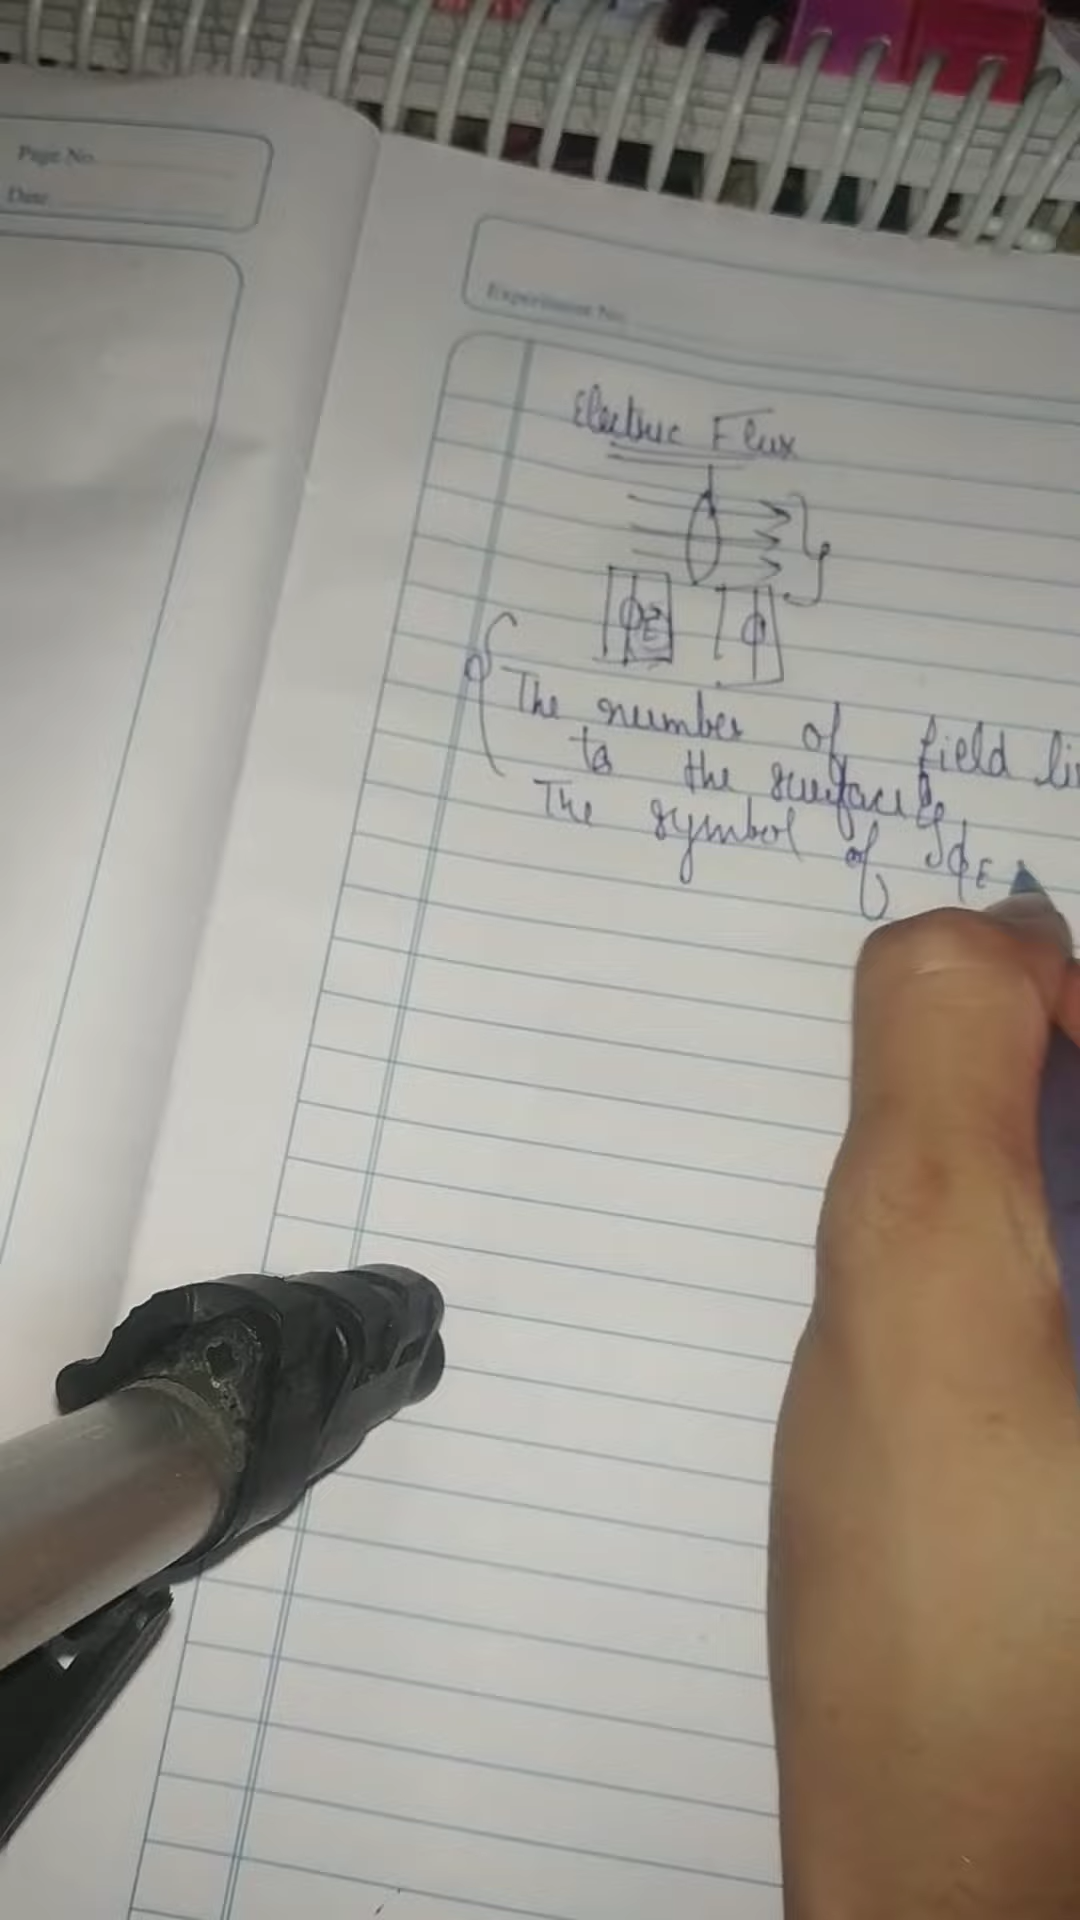 Page No.
Date
Experiment No.
Electric Flux
ΦE Φ
The number of field
to the surface
The symbol of ΦE